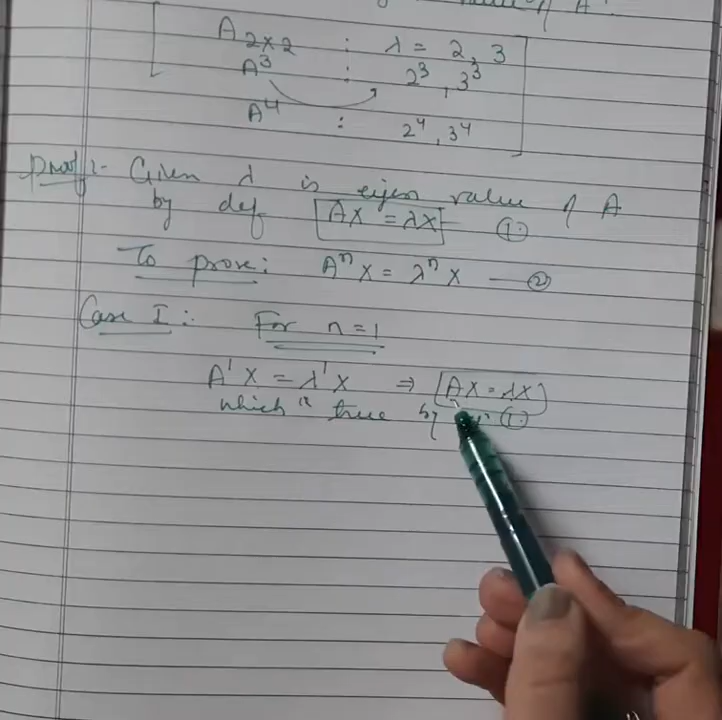 value of A
A2×2 : λ = 2, 3
A³ : 2³, 3³
A⁴ : 2⁴, 3⁴
Proof:- Given λ is eigen value of A
by def AX = λX - ①
To prove: Aⁿ X = λⁿ X — ②
Case I: For n = 1
A¹ X = λ¹ X ⇒ AX = λX
which is true by ①